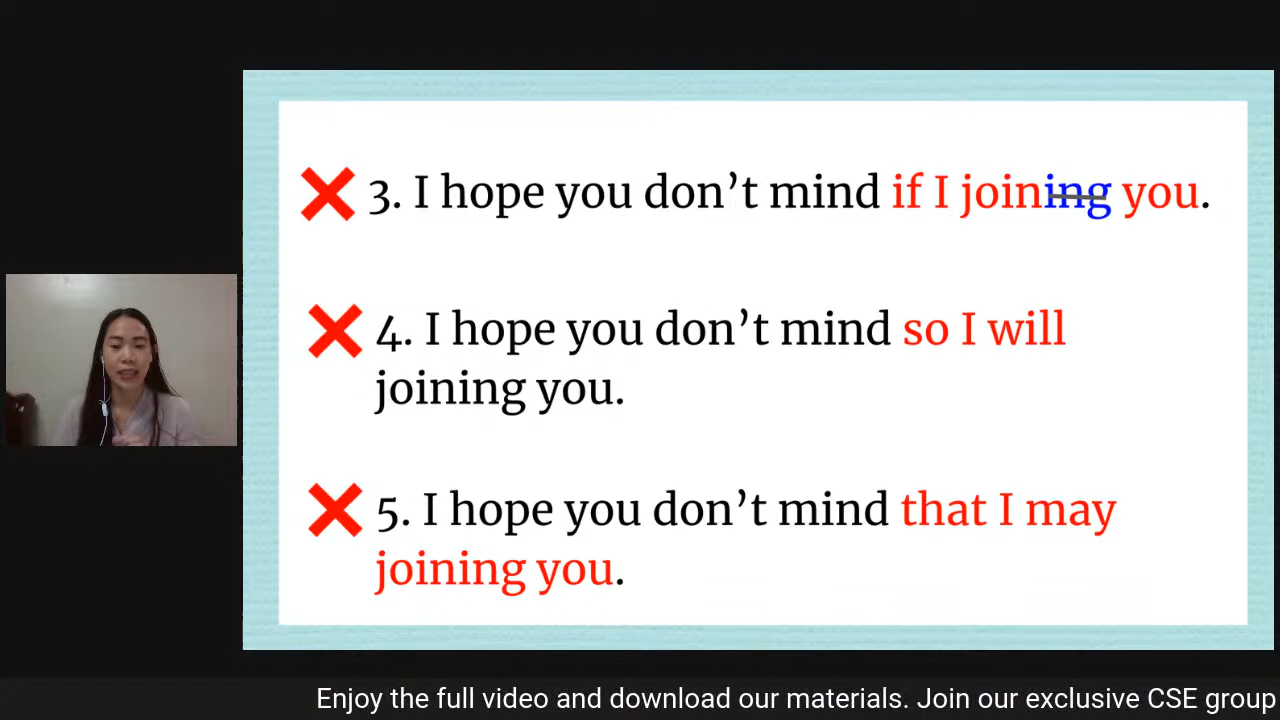 3. I hope you don’t mind if I joining you.
4. I hope you don’t mind so I will
joining you.
5. I hope you don’t mind that I may
joining you.
Enjoy the full video and download our materials. Join our exclusive CSE group